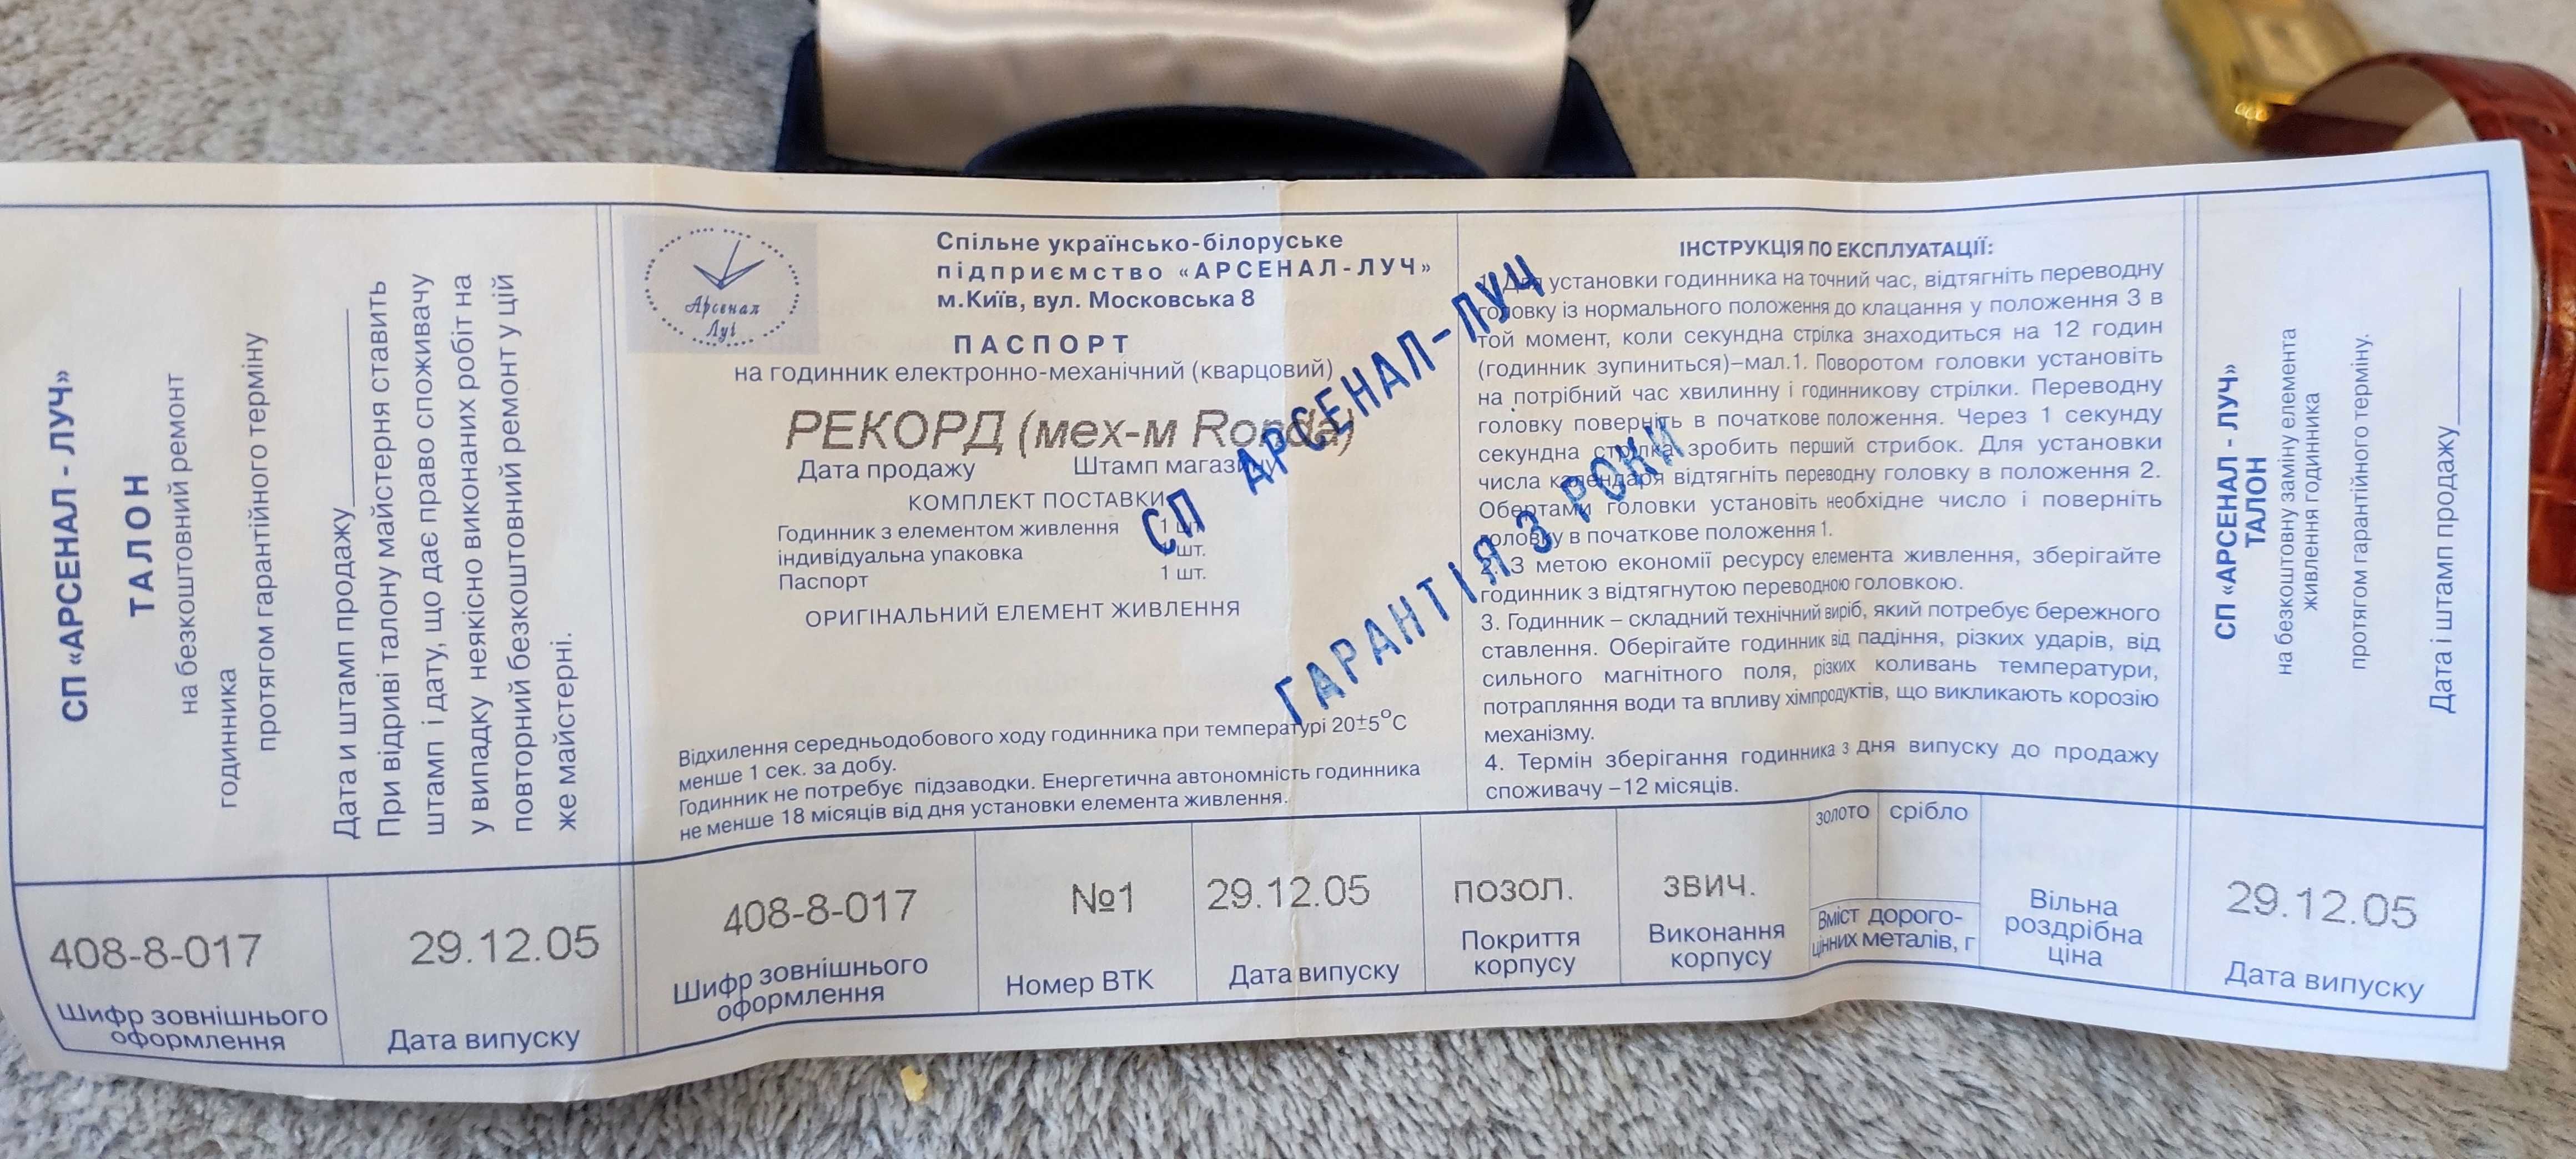 СП «АРСЕНАЛ - ЛУЧ»
ТАЛОН
на безкоштовний ремонт
годинника
протягом гарантійного терміну
Дата и штамп продажу
При відриві талону майстерня ставить
штамп і дату, що дає право споживачу
у випадку неякісно виконаних робіт на
повторний безкоштовний ремонт у цій
же майстерні.
408-8-017
Шифр зовнішнього
оформлення
29.12.05
Дата випуску
Арсенал
Луч
Спільне українсько-білоруське
підприємство «АРСЕНАЛ-ЛУЧ»
м.Київ, вул. Московська 8
ПАСПОРТ
на годинник електронно-механічний (кварцовий)
РЕКОРД (мех-м Ronda)
Дата продажу Штамп магазину
КОМПЛЕКТ ПОСТАВКИ
Годинник з елементом живлення 1 шт.
індивідуальна упаковка 1 шт.
Паспорт 1 шт.
ОРИГІНАЛЬНИЙ ЕЛЕМЕНТ ЖИВЛЕННЯ
Відхилення середньодобового ходу годинника при температурі 20±5°С
менше 1 сек. за добу.
Годинник не потребує підзаводки. Енергетична автономність годинника
не менше 18 місяців від дня установки елемента живлення.
СП АРСЕНАЛ-ЛУЧ
ГАРАНТІЯ 3 РОКИ
ІНСТРУКЦІЯ ПО ЕКСПЛУАТАЦІЇ:
1. Для установки годинника на точний час, відтягніть переводну
головку із нормального положення до клацання у положення 3 в
той момент, коли секундна стрілка знаходиться на 12 годин
(годинник зупиниться)–мал.1. Поворотом головки установіть
на потрібний час хвилинну і годинникову стрілки. Переводну
головку поверніть в початкове положення. Через 1 секунду
секундна стрілка зробить перший стрибок. Для установки
числа календаря відтягніть переводну головку в положення 2.
Обертами головки установіть необхідне число і поверніть
головку в початкове положення 1.
2. З метою економії ресурсу елемента живлення, зберігайте
годинник з відтягнутою переводною головкою.
3. Годинник – складний технічний виріб, який потребує бережного
ставлення. Оберігайте годинник від падіння, різких ударів, від
сильного магнітного поля, різких коливань температури,
потрапляння води та впливу хімпродуктів, що викликають корозію
механізму.
4. Термін зберігання годинника з дня випуску до продажу
споживачу –12 місяців.
408-8-017
Шифр зовнішнього
оформлення
№1
Номер ВТК
29.12.05
Дата випуску
позол.
Покриття
корпусу
звич.
Виконання
корпусу
золото срібло
Вміст дорого-
цінних металів, г
Вільна
роздрібна
ціна
СП «АРСЕНАЛ - ЛУЧ»
ТАЛОН
на безкоштовну заміну елемента
живлення годинника
протягом гарантійного терміну.
Дата і штамп продажу
29.12.05
Дата випуску